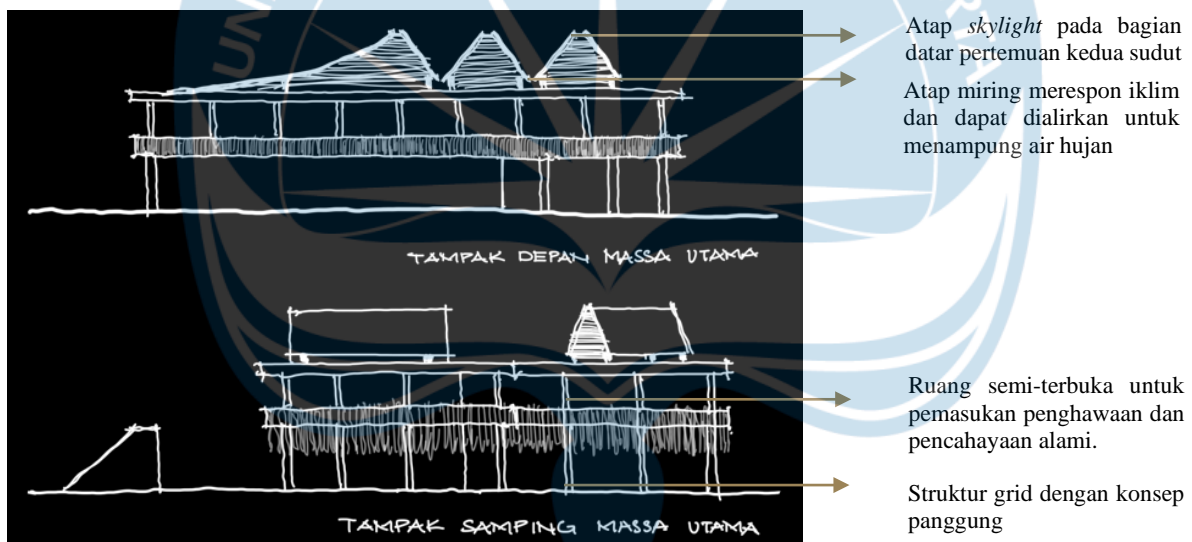 Atap skylight pada bagian
datar pertemuan kedua sudut
Atap miring merespon iklim
dan dapat dialirkan untuk
menampung air hujan
TAMPAK DEPAN MASSA UTAMA
Ruang semi-terbuka untuk
pemasukan penghawaan dan
pencahayaan alami.
Struktur grid dengan konsep
panggung
TAMPAK SAMPING MASSA UTAMA